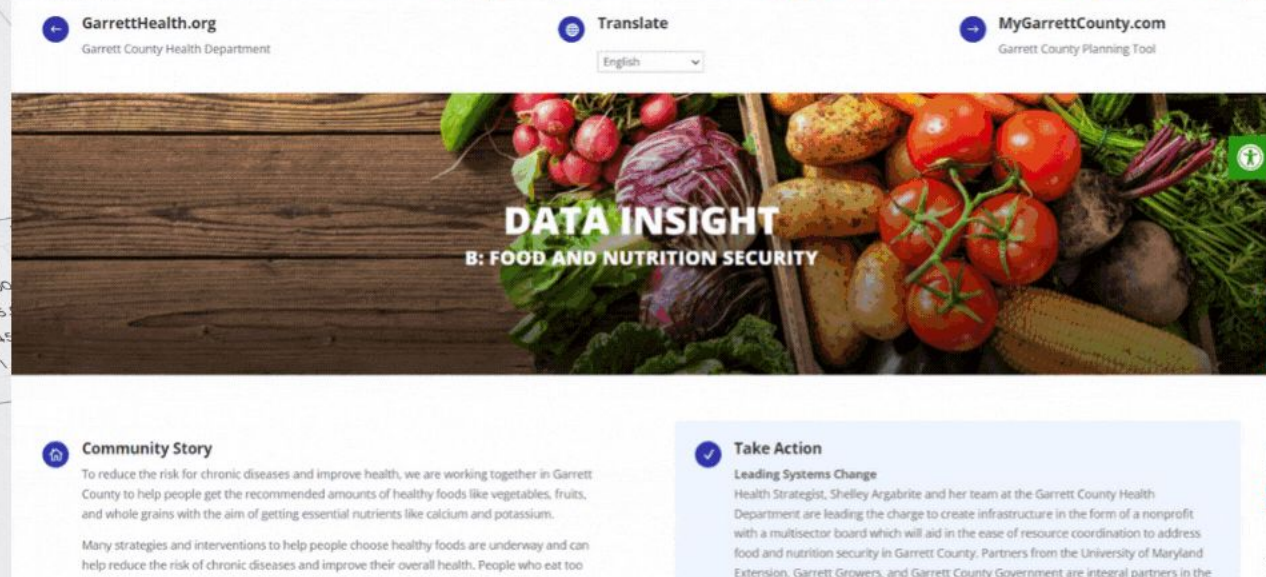 GarrettHealth.org
Garrett County Health Department
Translate
English
MyGarrettCounty.com
Garrett County Planning Tool
DATA INSIGHT
B: FOOD AND NUTRITION SECURITY
Community Story
To reduce the risk for chronic diseases and improve health, we are working together in Garrett
County to help people get the recommended amounts of healthy foods like vegetables, fruits,
and whole grains with the aim of getting essential nutrients like calcium and potassium.
Many strategies and interventions to help people choose healthy foods are underway and can
help reduce the risk of chronic diseases and improve their overall health. People who eat too
Take Action
Leading Systems Change
Health Strategist, Shelley Argabrite and her team at the Garrett County Health
Department are leading the charge to create infrastructure in the form of a nonprofit
with a multisector board which will aid in the ease of resource coordination to address
food and nutrition security in Garrett County. Partners from the University of Maryland
Extension, Garrett Growers, and Garrett County Government are integral partners in the